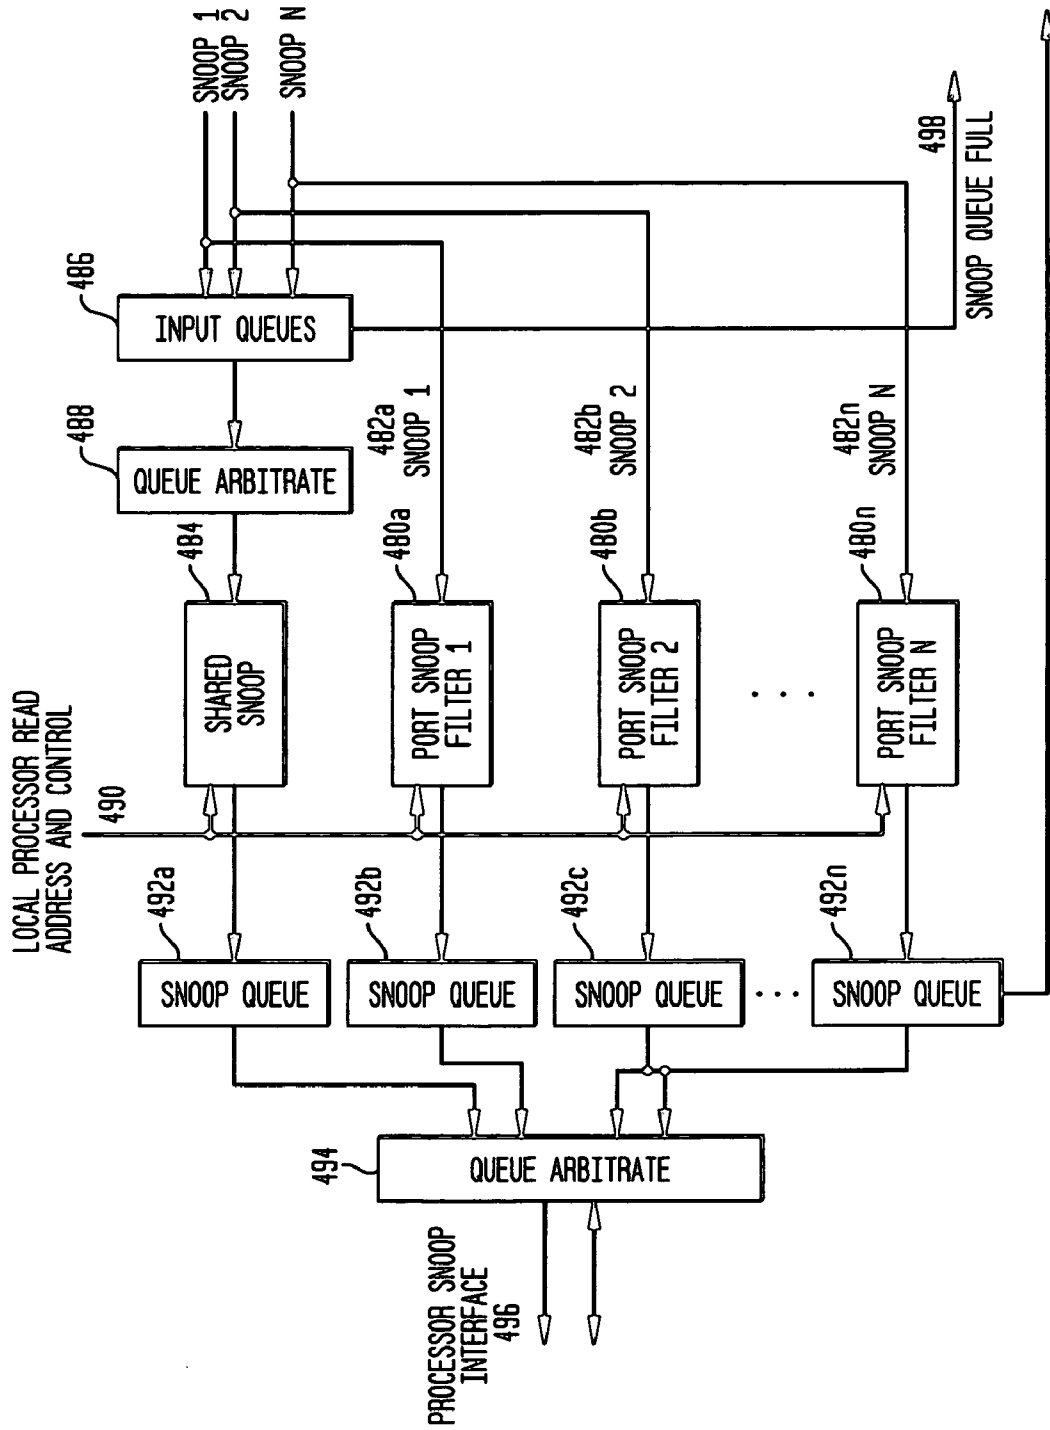 LOCAL PROCESSOR READ
ADDRESS AND CONTROL
490
SNOOP 1
SNOOP 2
SNOOP N
486
INPUT QUEUES
488
QUEUE ARBITRATE
484
SHARED
SNOOP
492a
SNOOP QUEUE
482a
SNOOP 1
480a
PORT SNOOP
FILTER 1
492b
SNOOP QUEUE
482b
SNOOP 2
480b
PORT SNOOP
FILTER 2
492c
SNOOP QUEUE
. . .
482n
SNOOP N
480n
PORT SNOOP
FILTER N
. . .
492n
SNOOP QUEUE
494
QUEUE ARBITRATE
PROCESSOR SNOOP
INTERFACE
496
498
SNOOP QUEUE FULL